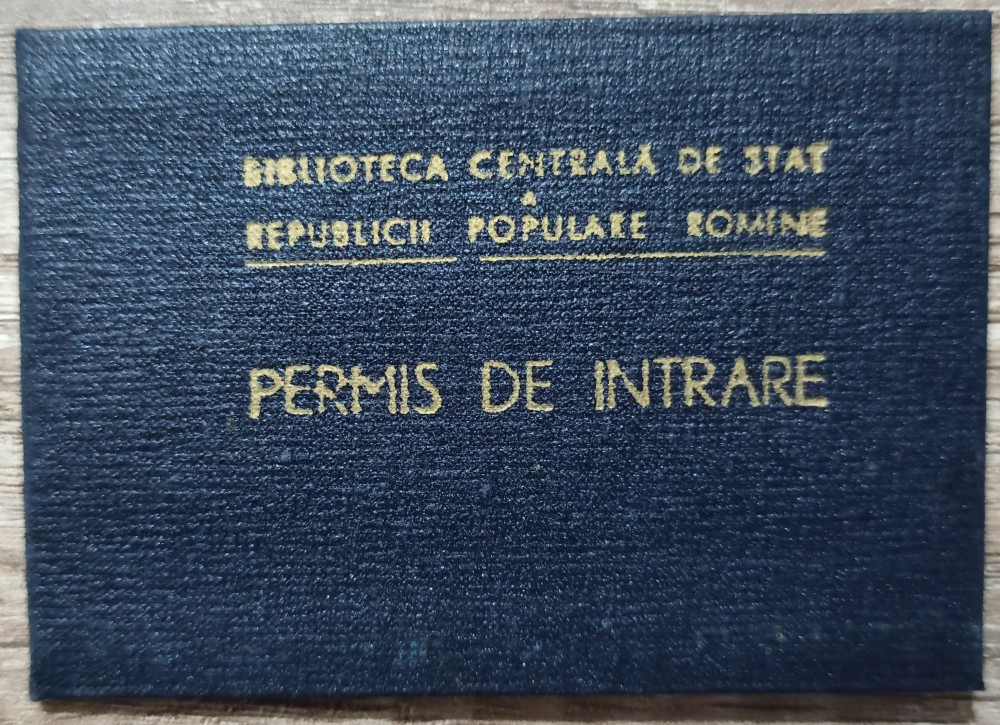 BIBLIOTECA CENTRALĂ DE STAT
A
REPUBLICII POPULARE ROMÎNE
PERMIS DE INTRARE